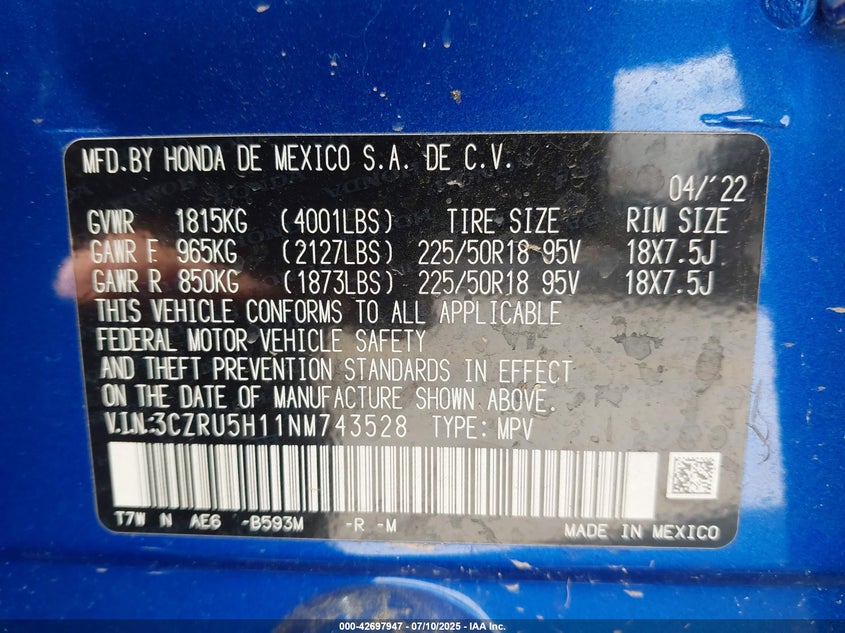 MFD.BY HONDA DE MEXICO S.A. DE C.V.
04/'22
GVWR 1815KG (4001LBS) TIRE SIZE RIM SIZE
GAWR F 965KG (2127LBS) 225/50R18 95V 18X7.5J
GAWR R 850KG (1873LBS) 225/50R18 95V 18X7.5J
THIS VEHICLE CONFORMS TO ALL APPLICABLE
FEDERAL MOTOR VEHICLE SAFETY
AND THEFT PREVENTION STANDARDS IN EFFECT
ON THE DATE OF MANUFACTURE SHOWN ABOVE.
V.I.N:3CZRU5H11NM743528 TYPE: MPV
T7W N AE6 -B593M -R -M
MADE IN MEXICO
000-42697947 / 07/10/2025 - IAA Inc.